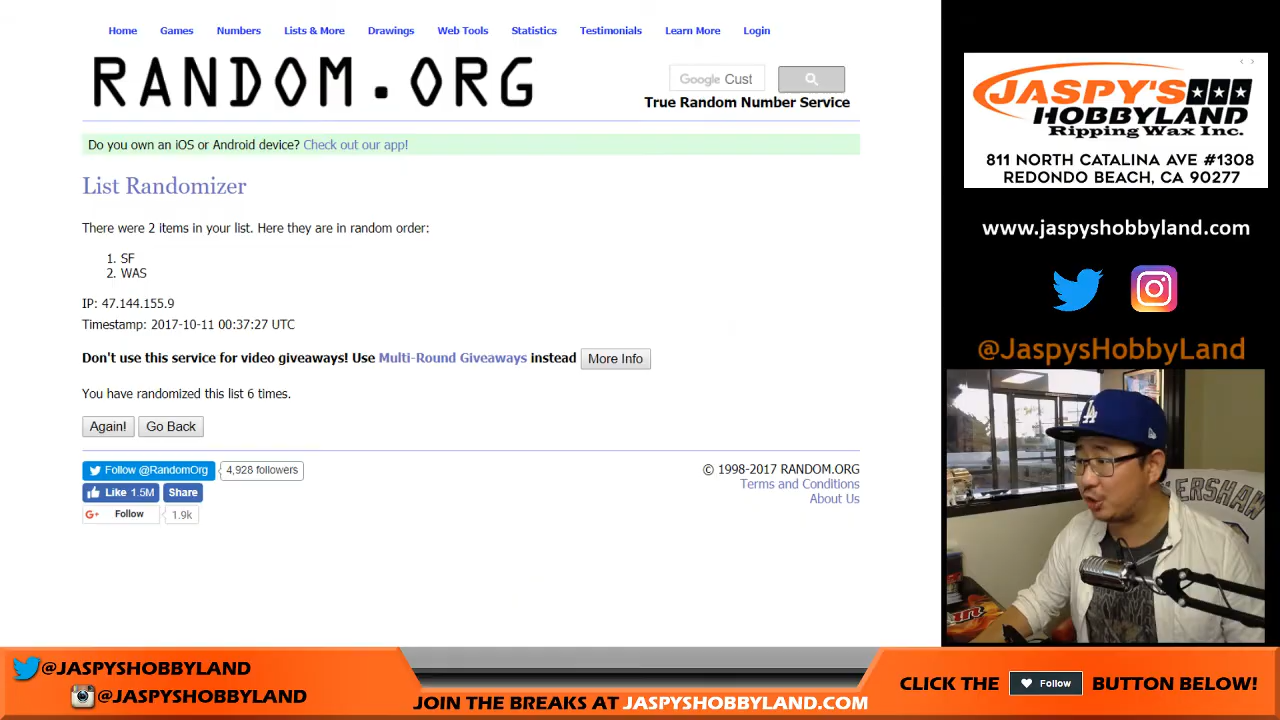 Home Games Numbers Lists & More Drawings Web Tools Statistics Testimonials Learn More Login
RANDOM.ORG
Google Cust
True Random Number Service
Do you own an iOS or Android device? Check out our app!
List Randomizer
There were 2 items in your list. Here they are in random order:
1. SF
2. WAS
IP: 47.144.155.9
Timestamp: 2017-10-11 00:37:27 UTC
Don't use this service for video giveaways! Use Multi-Round Giveaways instead More Info
You have randomized this list 6 times.
Again! Go Back
Follow @RandomOrg 4,928 followers
Like 1.5M Share
G+ Follow 1.9k
© 1998-2017 RANDOM.ORG
Terms and Conditions
About Us
JASPY'S
HOBBYLAND
Ripping Wax Inc.
811 NORTH CATALINA AVE #1308
REDONDO BEACH, CA 90277
www.jaspyshobbyland.com
@JaspysHobbyLand
LA
ERSHAW
@JASPYSHOBBYLAND
@JASPYSHOBBYLAND
JOIN THE BREAKS AT JASPYSHOBBYLAND.COM
CLICK THE Follow BUTTON BELOW!